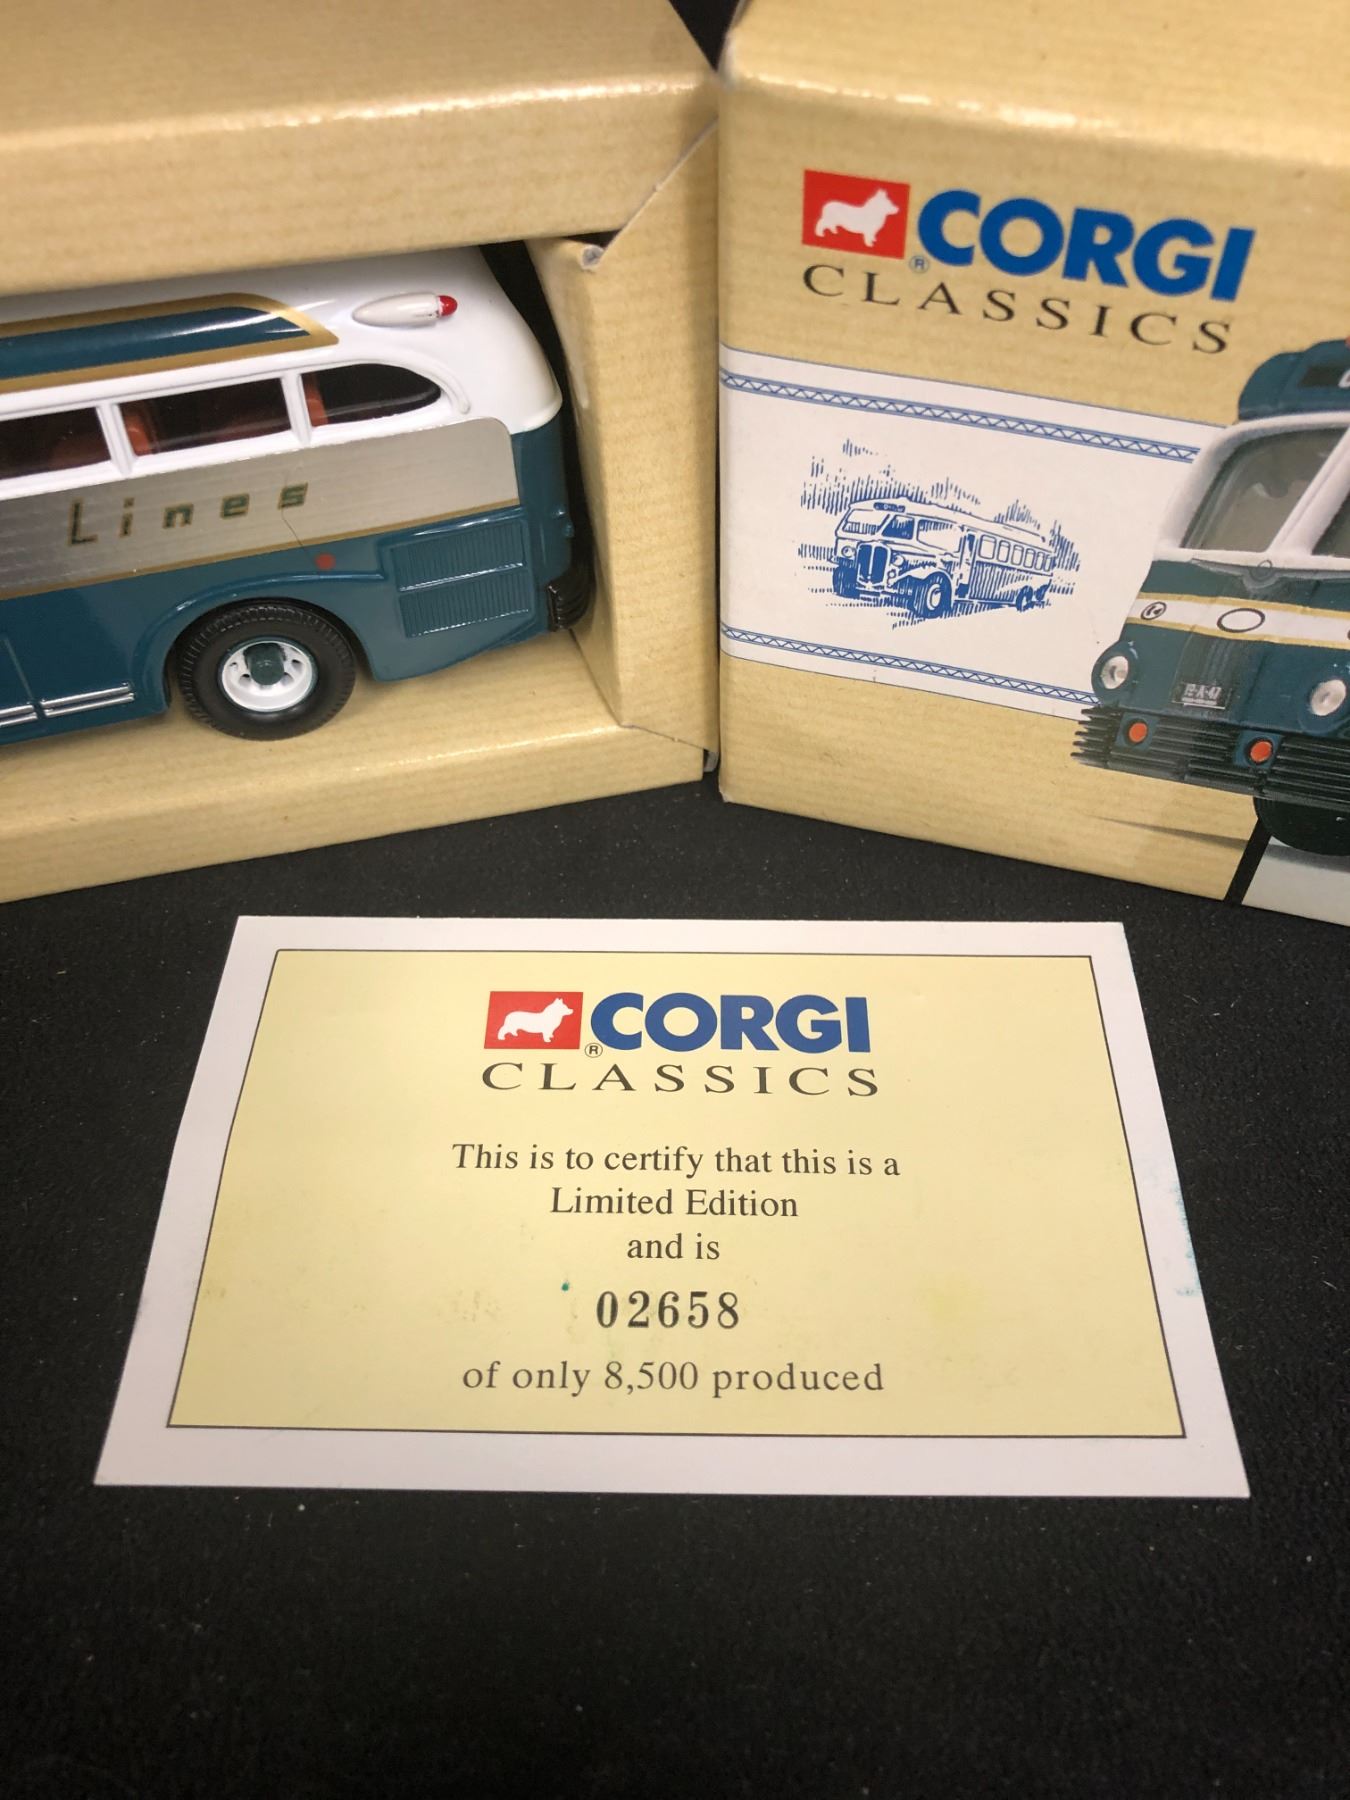 Lines
CORGI
®
CLASSICS
CORGI
®
CLASSICS
This is to certify that this is a
Limited Edition
and is
02658
of only 8,500 produced